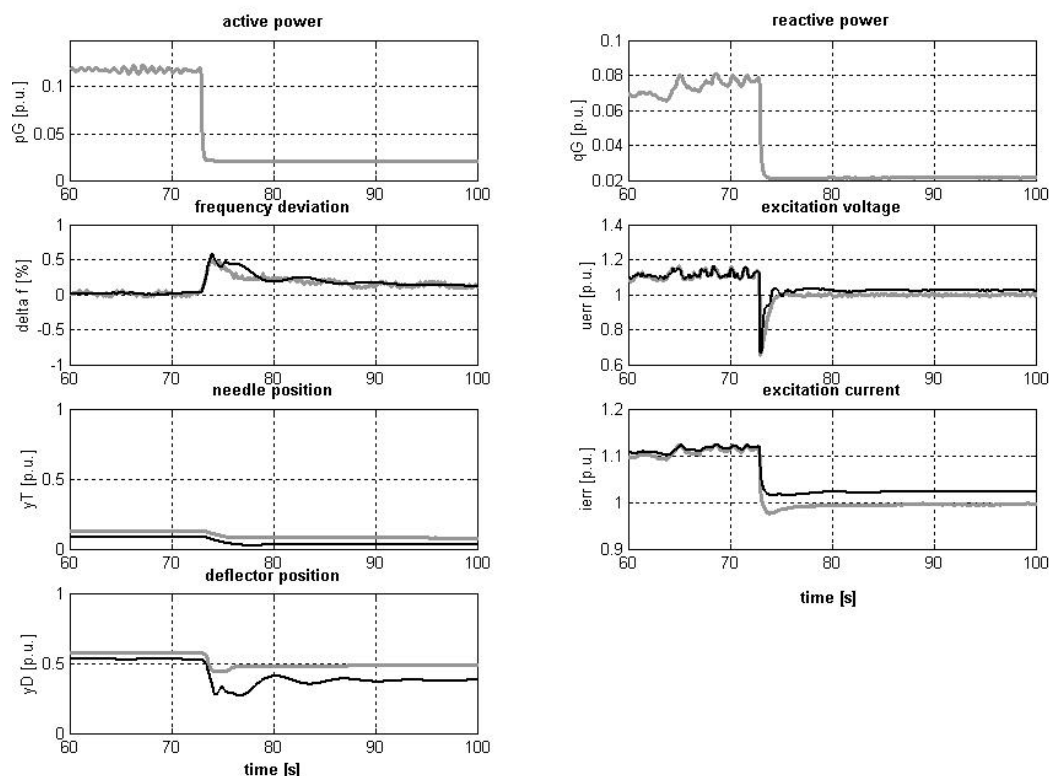 active power
pG [p.u.]
0.1
0.05
0
60 70 80 90 100
frequency deviation
delta f [%]
1
0.5
0
-0.5
-1
60 70 80 90 100
needle position
yT [p.u.]
1
0.5
0
60 70 80 90 100
deflector position
yD [p.u.]
1
0.5
0
60 70 80 90 100
time [s]
reactive power
qG [p.u.]
0.1
0.08
0.06
0.04
0.02
60 70 80 90 100
excitation voltage
uerr [p.u.]
1.4
1.2
1
0.8
0.6
60 70 80 90 100
excitation current
ierr [p.u.]
1.2
1.1
1
0.9
60 70 80 90 100
time [s]